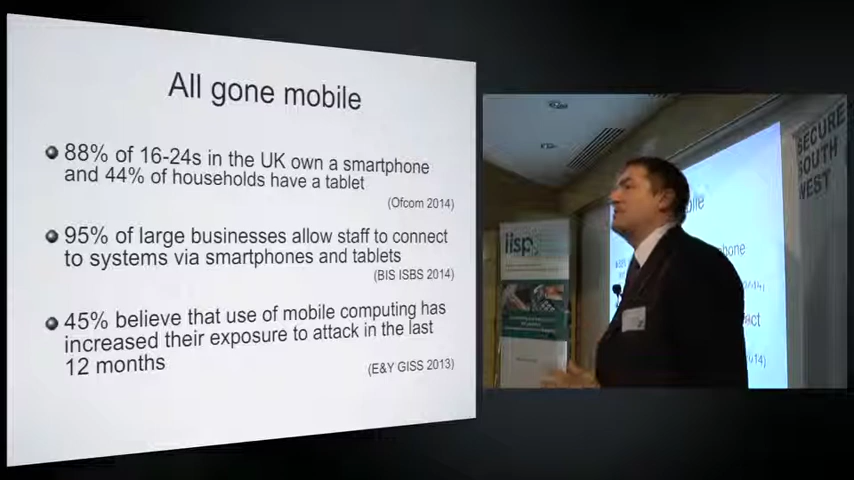 All gone mobile
88% of 16-24s in the UK own a smartphone
and 44% of households have a tablet
(Ofcom 2014)
95% of large businesses allow staff to connect
to systems via smartphones and tablets
(BIS ISBS 2014)
45% believe that use of mobile computing has
increased their exposure to attack in the last
12 months
(E&Y GISS 2013)
iisp
SECURE
SOUTH
WEST